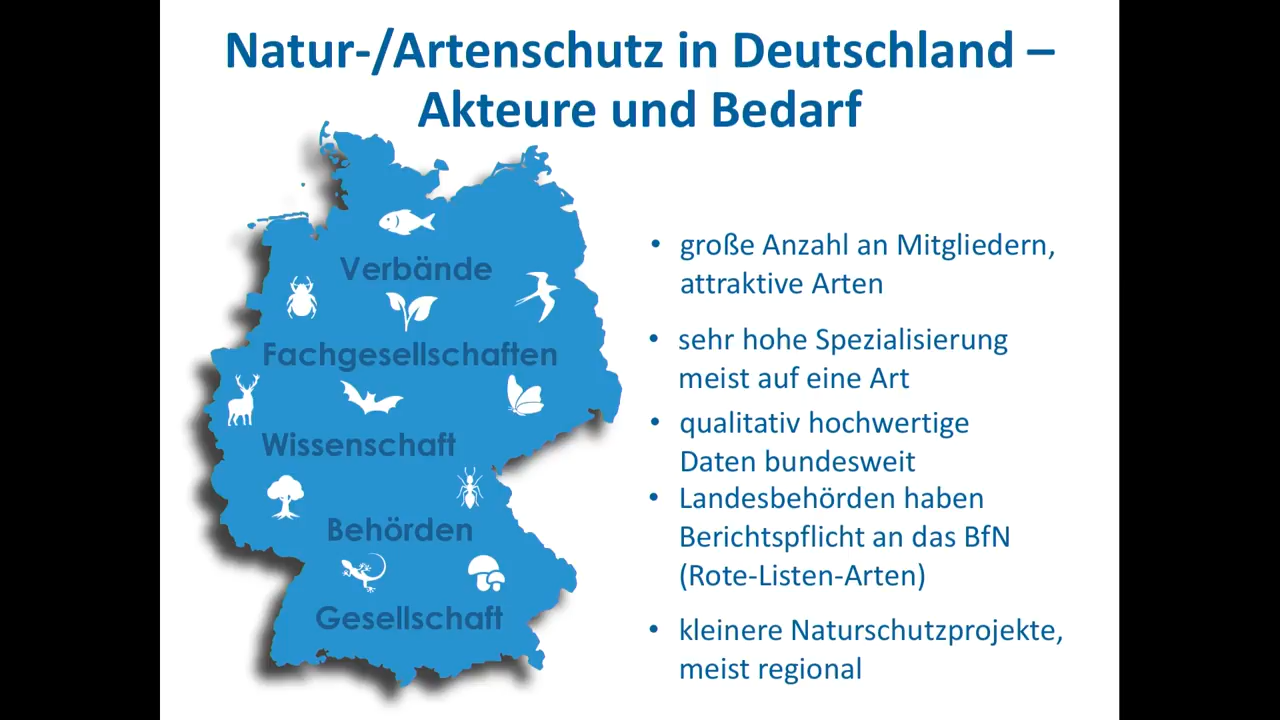 Natur-/Artenschutz in Deutschland –
Akteure und Bedarf
Verbände
Fachgesellschaften
Wissenschaft
Behörden
Gesellschaft
• große Anzahl an Mitgliedern,
attraktive Arten
• sehr hohe Spezialisierung
meist auf eine Art
• qualitativ hochwertige
Daten bundesweit
• Landesbehörden haben
Berichtspflicht an das BfN
(Rote-Listen-Arten)
• kleinere Naturschutzprojekte,
meist regional